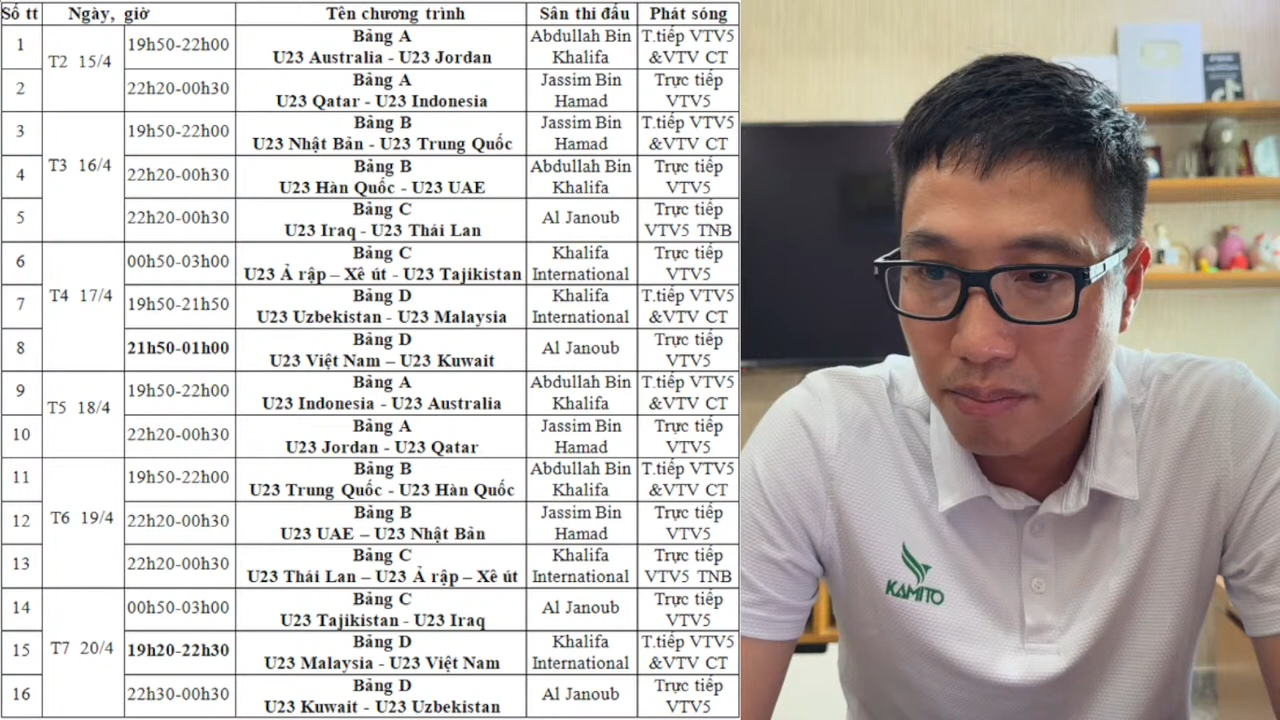 Số tt Ngày, giờ Tên chương trình Sân thi đấu Phát sóng
1 T2 15/4 19h50-22h00 Bảng A Abdullah Bin T.tiếp VTV5
U23 Australia - U23 Jordan Khalifa &VTV CT
2 22h20-00h30 Bảng A Jassim Bin Trực tiếp
U23 Qatar - U23 Indonesia Hamad VTV5
3 T3 16/4 19h50-22h00 Bảng B Jassim Bin T.tiếp VTV5
U23 Nhật Bản - U23 Trung Quốc Hamad &VTV CT
4 22h20-00h30 Bảng B Abdullah Bin Trực tiếp
U23 Hàn Quốc - U23 UAE Khalifa VTV5
5 22h20-00h30 Bảng C Al Janoub Trực tiếp
U23 Iraq - U23 Thái Lan VTV5 TNB
6 T4 17/4 00h50-03h00 Bảng C Khalifa Trực tiếp
U23 Ả rập – Xê út - U23 Tajikistan International VTV5
7 19h50-21h50 Bảng D Khalifa T.tiếp VTV5
U23 Uzbekistan - U23 Malaysia International &VTV CT
8 21h50-01h00 Bảng D Al Janoub Trực tiếp
U23 Việt Nam – U23 Kuwait VTV5
9 T5 18/4 19h50-22h00 Bảng A Abdullah Bin T.tiếp VTV5
U23 Indonesia - U23 Australia Khalifa &VTV CT
10 22h20-00h30 Bảng A Jassim Bin Trực tiếp
U23 Jordan - U23 Qatar Hamad VTV5
11 T6 19/4 19h50-22h00 Bảng B Abdullah Bin T.tiếp VTV5
U23 Trung Quốc - U23 Hàn Quốc Khalifa &VTV CT
12 22h20-00h30 Bảng B Jassim Bin Trực tiếp
U23 UAE – U23 Nhật Bản Hamad VTV5
13 22h20-00h30 Bảng C Khalifa Trực tiếp
U23 Thái Lan – U23 Ả rập – Xê út International VTV5 TNB
14 T7 20/4 00h50-03h00 Bảng C Al Janoub Trực tiếp
U23 Tajikistan - U23 Iraq VTV5
15 19h20-22h30 Bảng D Khalifa T.tiếp VTV5
U23 Malaysia - U23 Việt Nam International &VTV CT
16 22h30-00h30 Bảng D Al Janoub Trực tiếp
U23 Kuwait - U23 Uzbekistan VTV5
KAMITO